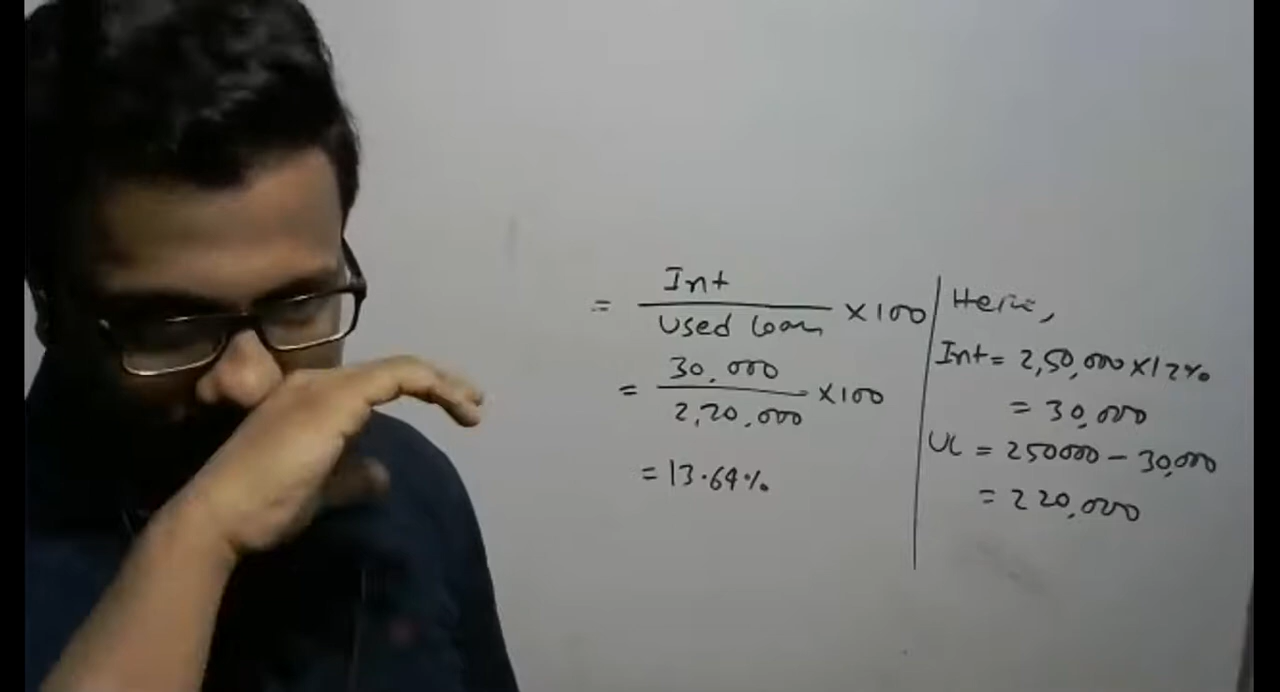 = Int / Used Loan ×100
= 30,000 / 2,20,000 ×100
= 13.64%
Here,
Int = 2,50,000 × 12%
= 30,000
UL = 250000 - 30,000
= 220,000